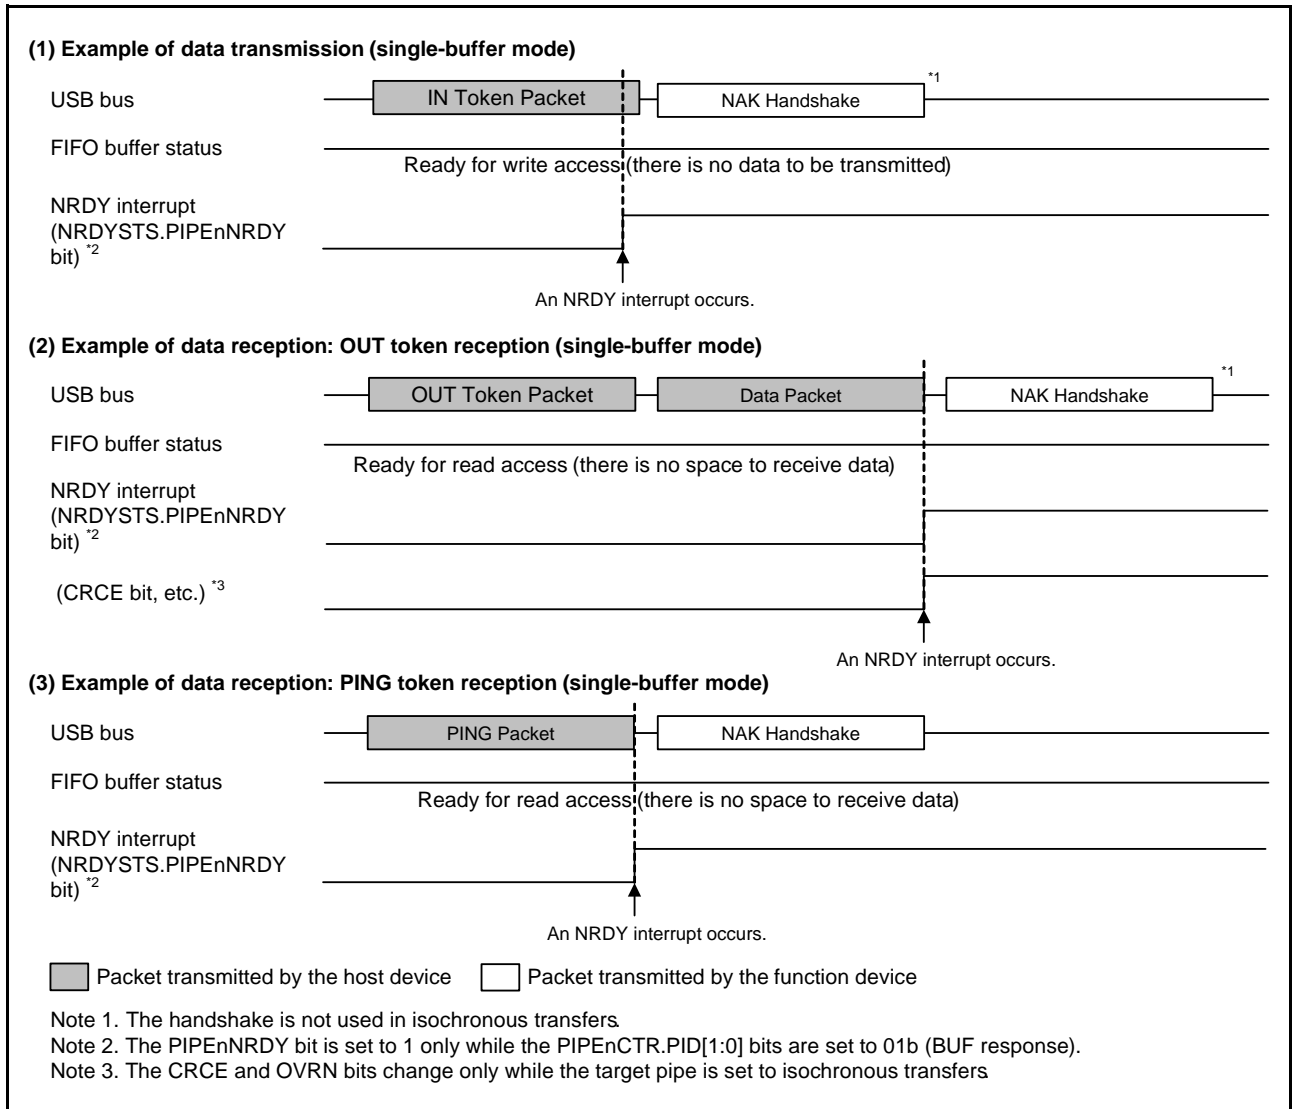 (1) Example of data transmission (single-buffer mode)
USB bus
IN Token Packet
NAK Handshake
*1
FIFO buffer status
Ready for write access (there is no data to be transmitted)
NRDY interrupt
(NRDYSTS.PIPEnNRDY
bit) *2
An NRDY interrupt occurs.
(2) Example of data reception: OUT token reception (single-buffer mode)
USB bus
OUT Token Packet
Data Packet
NAK Handshake
*1
FIFO buffer status
Ready for read access (there is no space to receive data)
NRDY interrupt
(NRDYSTS.PIPEnNRDY
bit) *2
(CRCE bit, etc.) *3
An NRDY interrupt occurs.
(3) Example of data reception: PING token reception (single-buffer mode)
USB bus
PING Packet
NAK Handshake
FIFO buffer status
Ready for read access (there is no space to receive data)
NRDY interrupt
(NRDYSTS.PIPEnNRDY
bit) *2
An NRDY interrupt occurs.
Packet transmitted by the host device
Packet transmitted by the function device
Note 1. The handshake is not used in isochronous transfers.
Note 2. The PIPEnNRDY bit is set to 1 only while the PIPEnCTR.PID[1:0] bits are set to 01b (BUF response).
Note 3. The CRCE and OVRN bits change only while the target pipe is set to isochronous transfers.